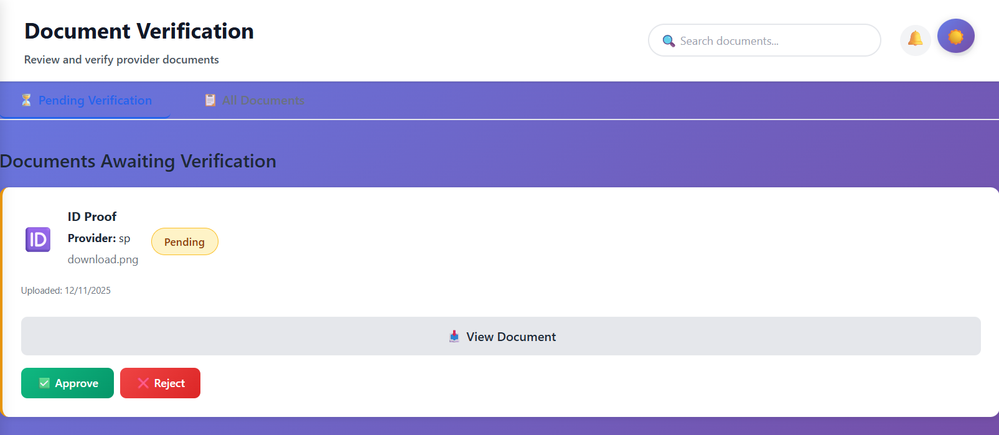 Document Verification
Review and verify provider documents
Search documents...
Pending Verification
All Documents
Documents Awaiting Verification
ID
ID Proof
Provider: sp
download.png
Pending
Uploaded: 12/11/2025
View Document
Approve
Reject